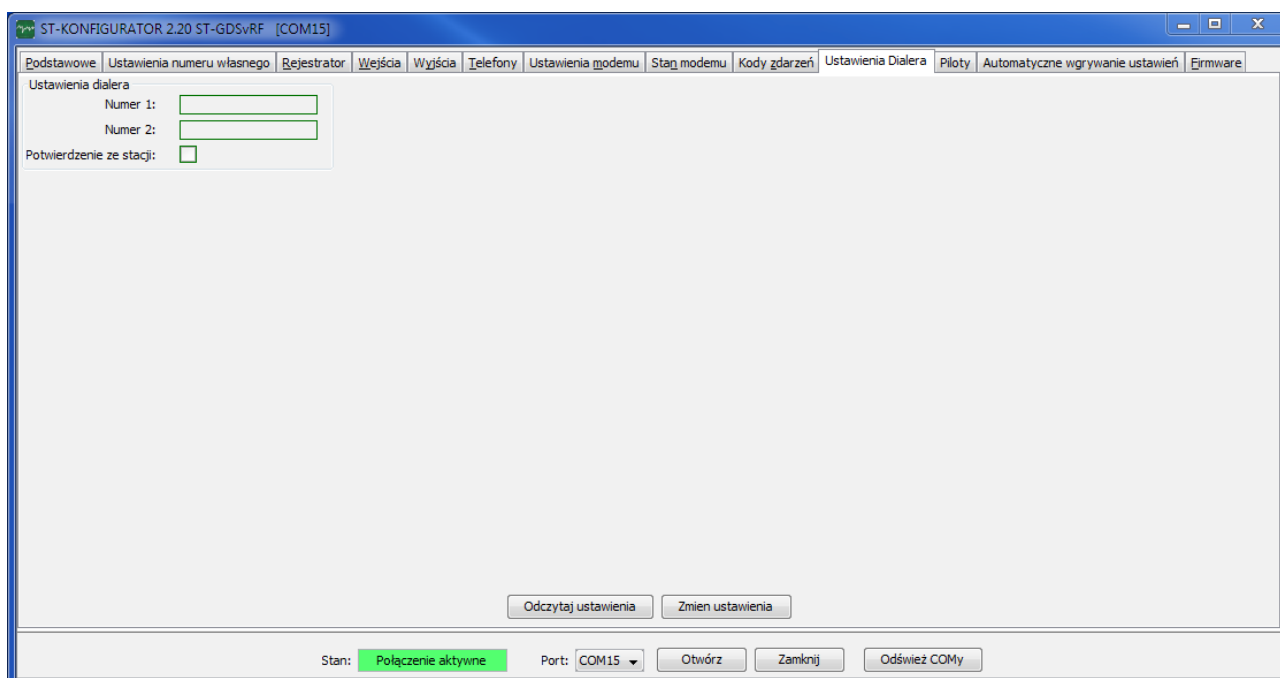 ST-KONFIGURATOR 2.20 ST-GDSvRF [COM15]
Podstawowe Ustawienia numeru własnego Rejestrator Wejścia Wyjścia Telefony Ustawienia modemu Stan modemu Kody zdarzeń Ustawienia Dialera Piloty Automatyczne wgrywanie ustawień Firmware
Ustawienia dialera
Numer 1:
Numer 2:
Potwierdzenie ze stacji:
Odczytaj ustawienia Zmien ustawienia
Stan: Połączenie aktywne Port: COM15 Otwórz Zamknij Odśwież COMy